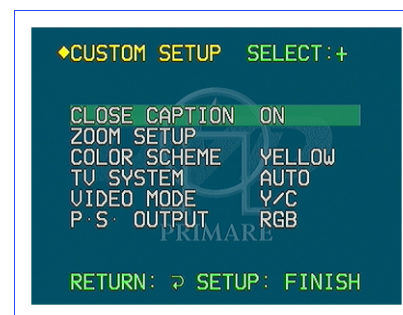 ◆CUSTOM SETUP SELECT:+
CLOSE CAPTION ON
ZOOM SETUP
COLOR SCHEME YELLOW
TV SYSTEM AUTO
VIDEO MODE Y/C
P·S· OUTPUT RGB
PRIMARE
RETURN: ⊋ SETUP: FINISH